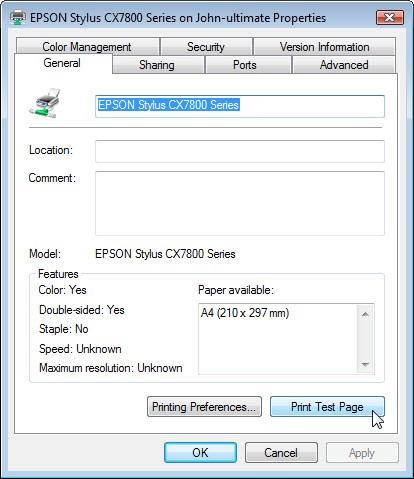 EPSON Stylus CX7800 Series on John-ultimate Properties
Color Management Security Version Information
General Sharing Ports Advanced
EPSON Stylus CX7800 Series
Location:
Comment:
Model: EPSON Stylus CX7800 Series
Features
Color: Yes Paper available:
Double-sided: Yes A4 (210 x 297 mm)
Staple: No
Speed: Unknown
Maximum resolution: Unknown
Printing Preferences... Print Test Page
OK Cancel Apply